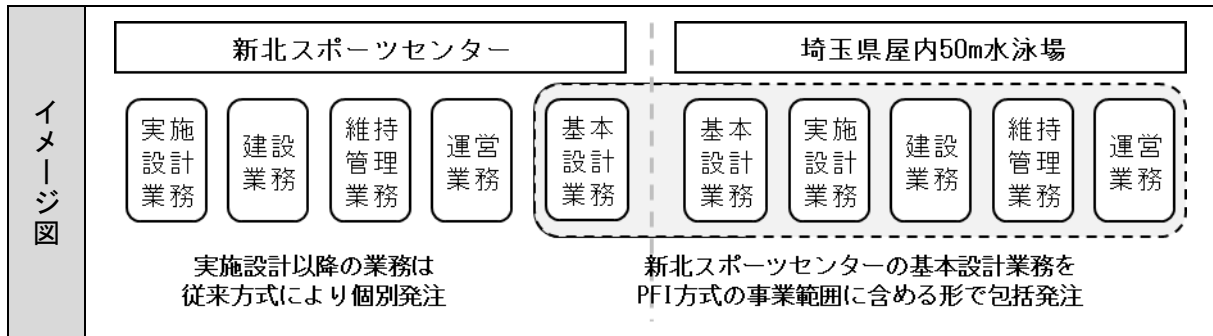 イメージ図
新北スポーツセンター
埼玉県屋内50m水泳場
実施
設計
業務
建設
業務
維持
管理
業務
運営
業務
基本
設計
業務
基本
設計
業務
実施
設計
業務
建設
業務
維持
管理
業務
運営
業務
実施設計以降の業務は
従来方式により個別発注
新北スポーツセンターの基本設計業務を
PFI方式の事業範囲に含める形で包括発注